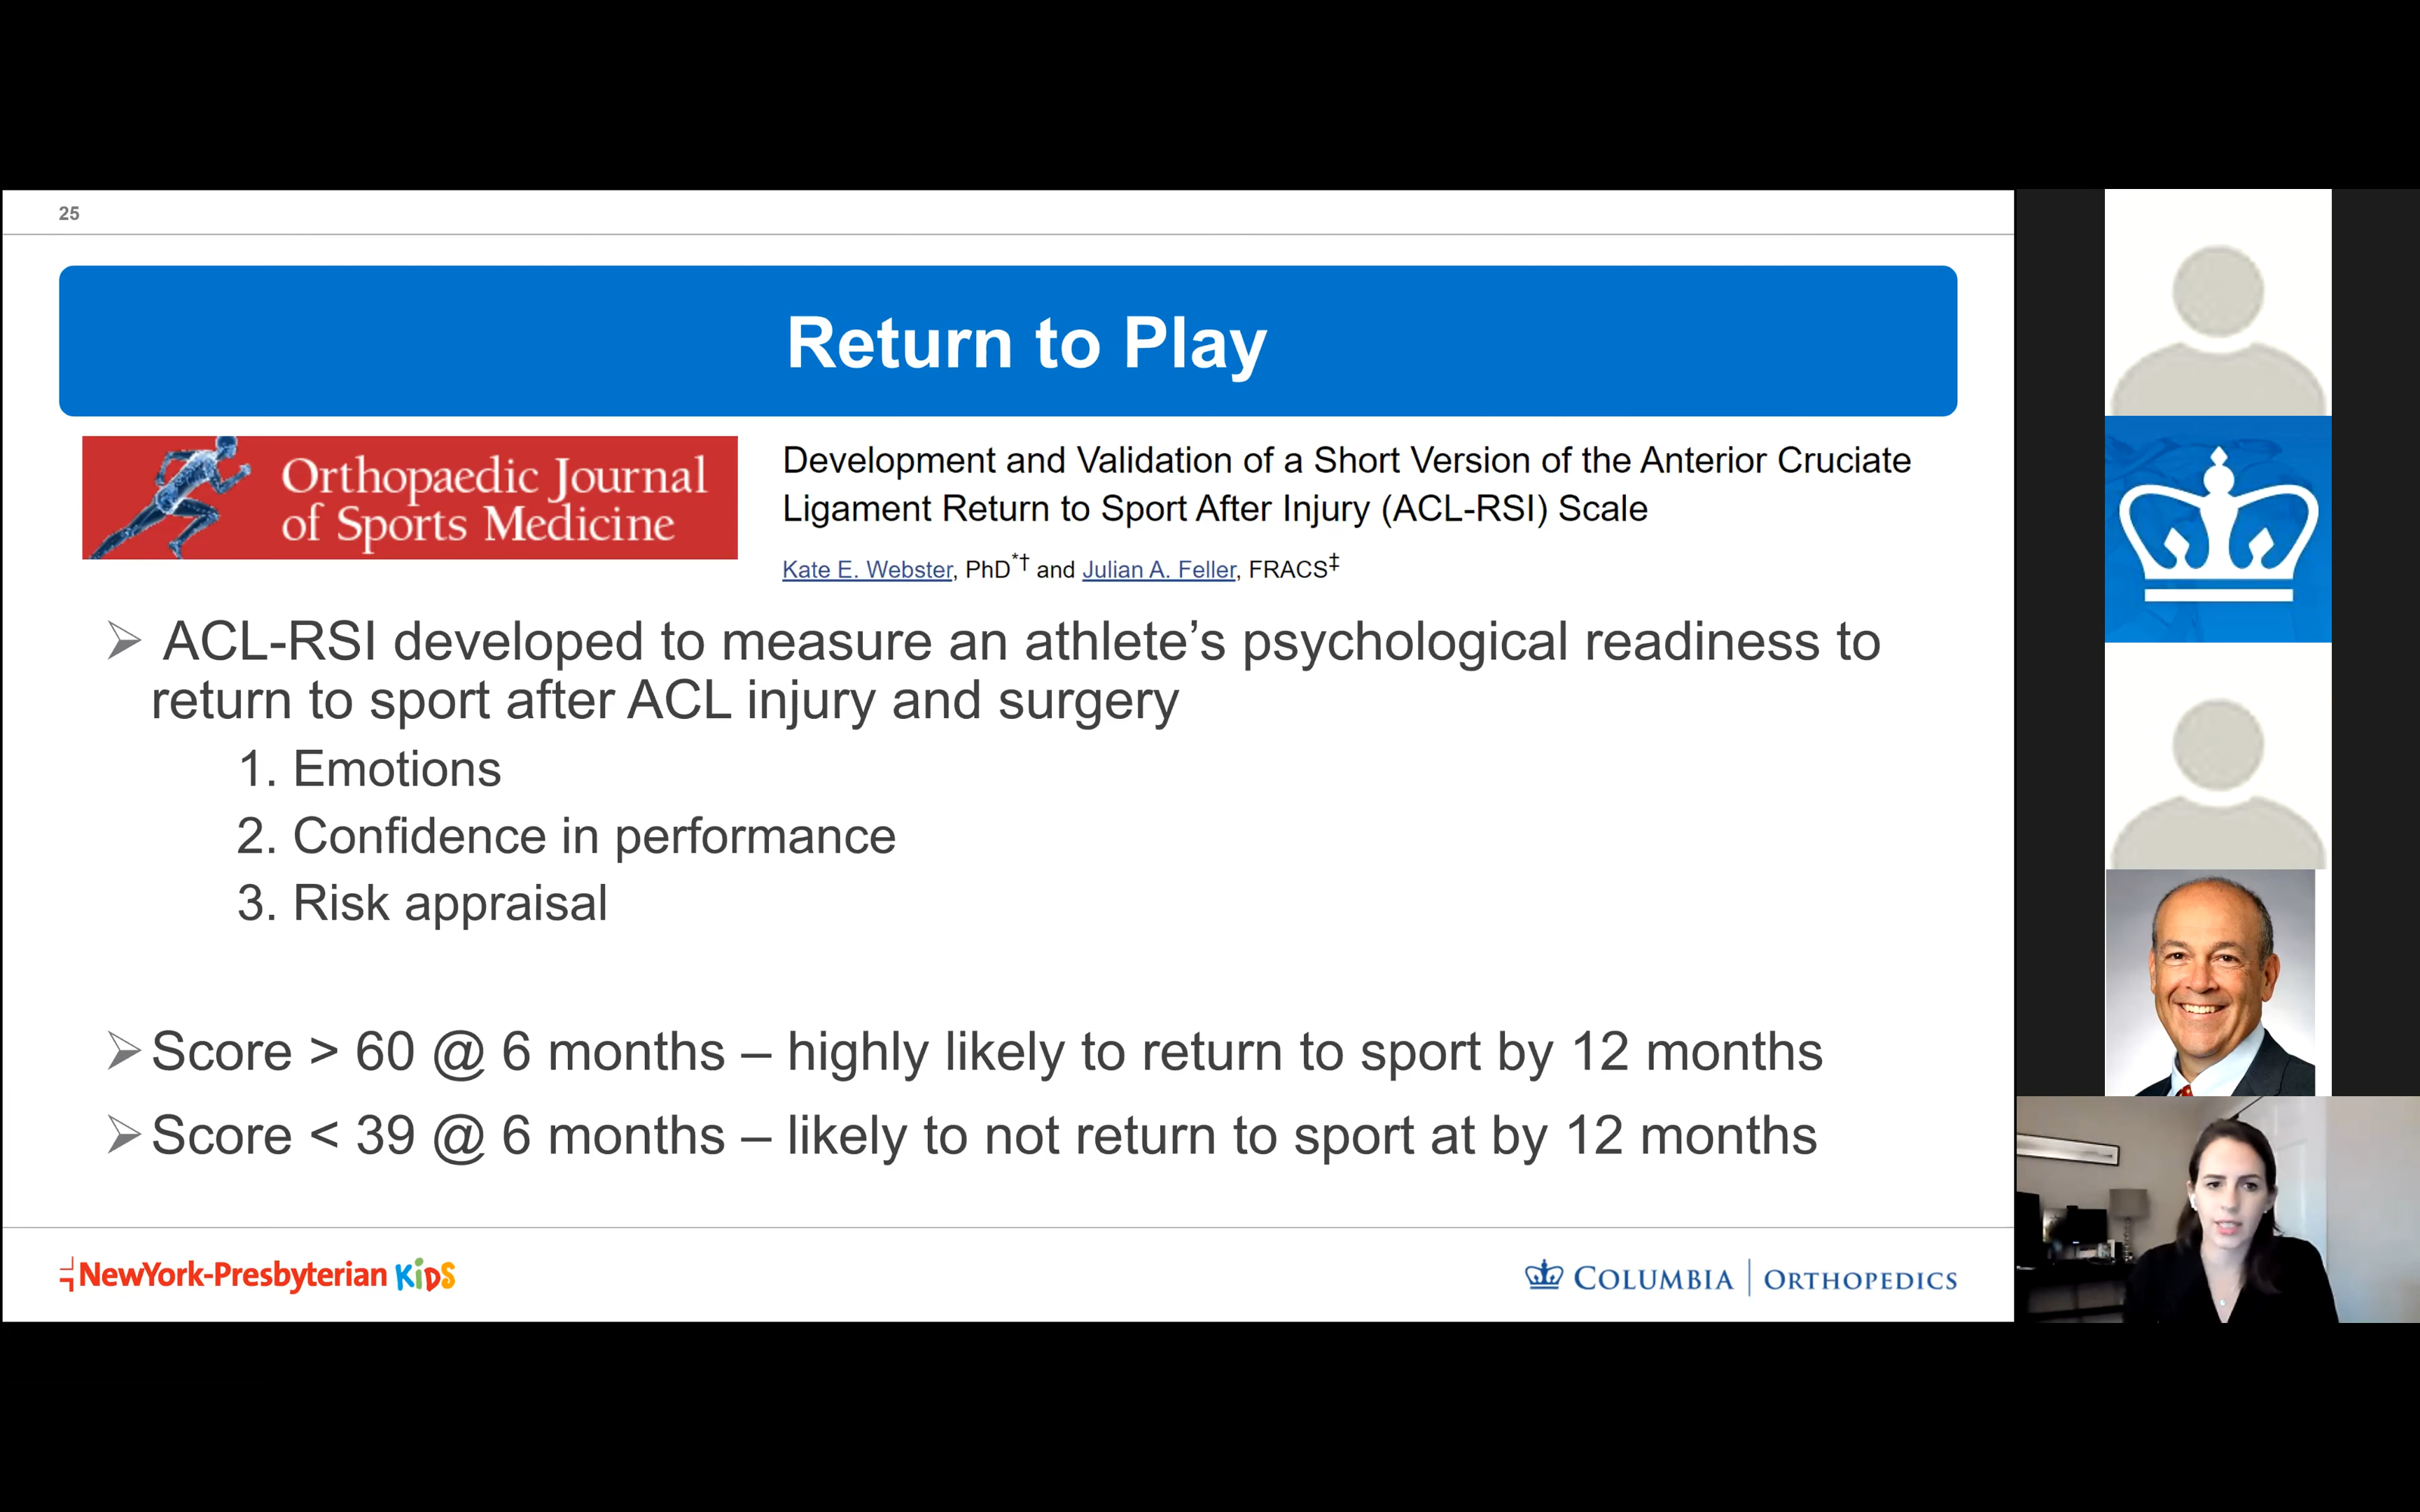 25
Return to Play
Orthopaedic Journal
of Sports Medicine
Development and Validation of a Short Version of the Anterior Cruciate
Ligament Return to Sport After Injury (ACL-RSI) Scale
Kate E. Webster, PhD*† and Julian A. Feller, FRACS‡
➢ ACL-RSI developed to measure an athlete’s psychological readiness to
return to sport after ACL injury and surgery
1. Emotions
2. Confidence in performance
3. Risk appraisal
➢ Score > 60 @ 6 months – highly likely to return to sport by 12 months
➢ Score < 39 @ 6 months – likely to not return to sport at by 12 months
NewYork-Presbyterian KiDS
COLUMBIA | ORTHOPEDICS